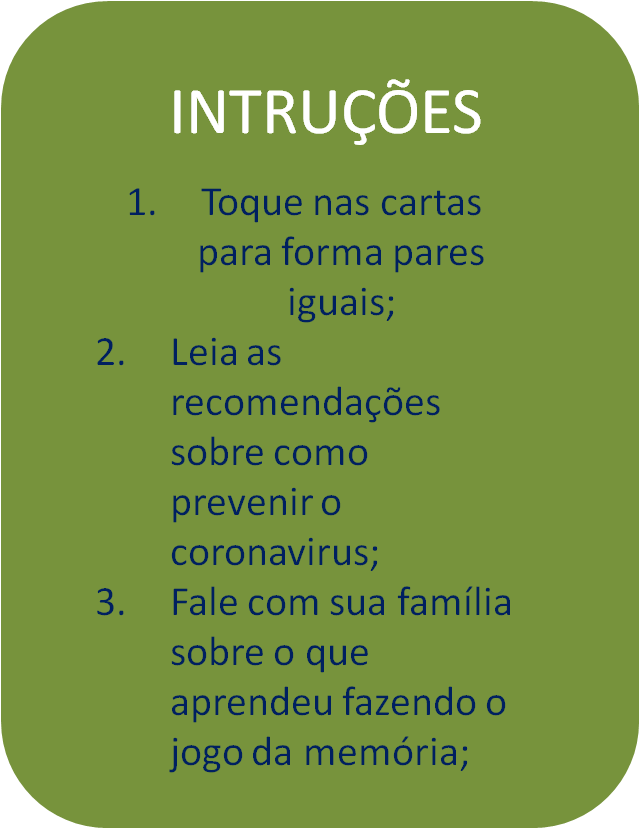 INTRUÇÕES
1. Toque nas cartas
para forma pares
iguais;
2. Leia as
recomendações
sobre como
prevenir o
coronavirus;
3. Fale com sua família
sobre o que
aprendeu fazendo o
jogo da memória;